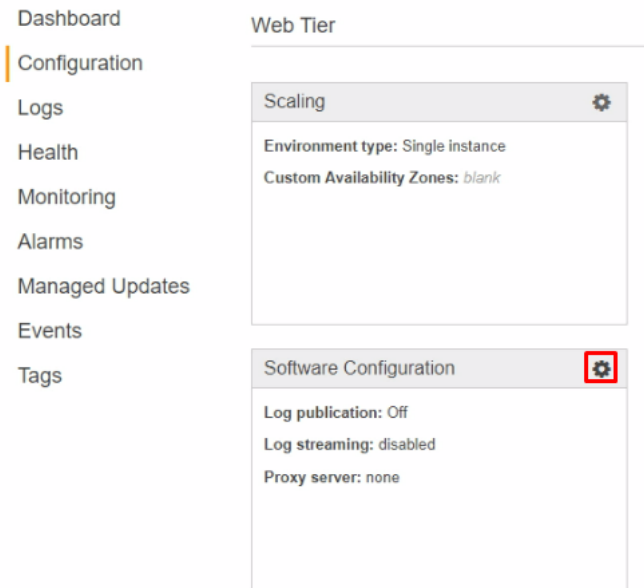 Dashboard
Configuration
Logs
Health
Monitoring
Alarms
Managed Updates
Events
Tags
Web Tier
Scaling
Environment type: Single instance
Custom Availability Zones: blank
Software Configuration
Log publication: Off
Log streaming: disabled
Proxy server: none